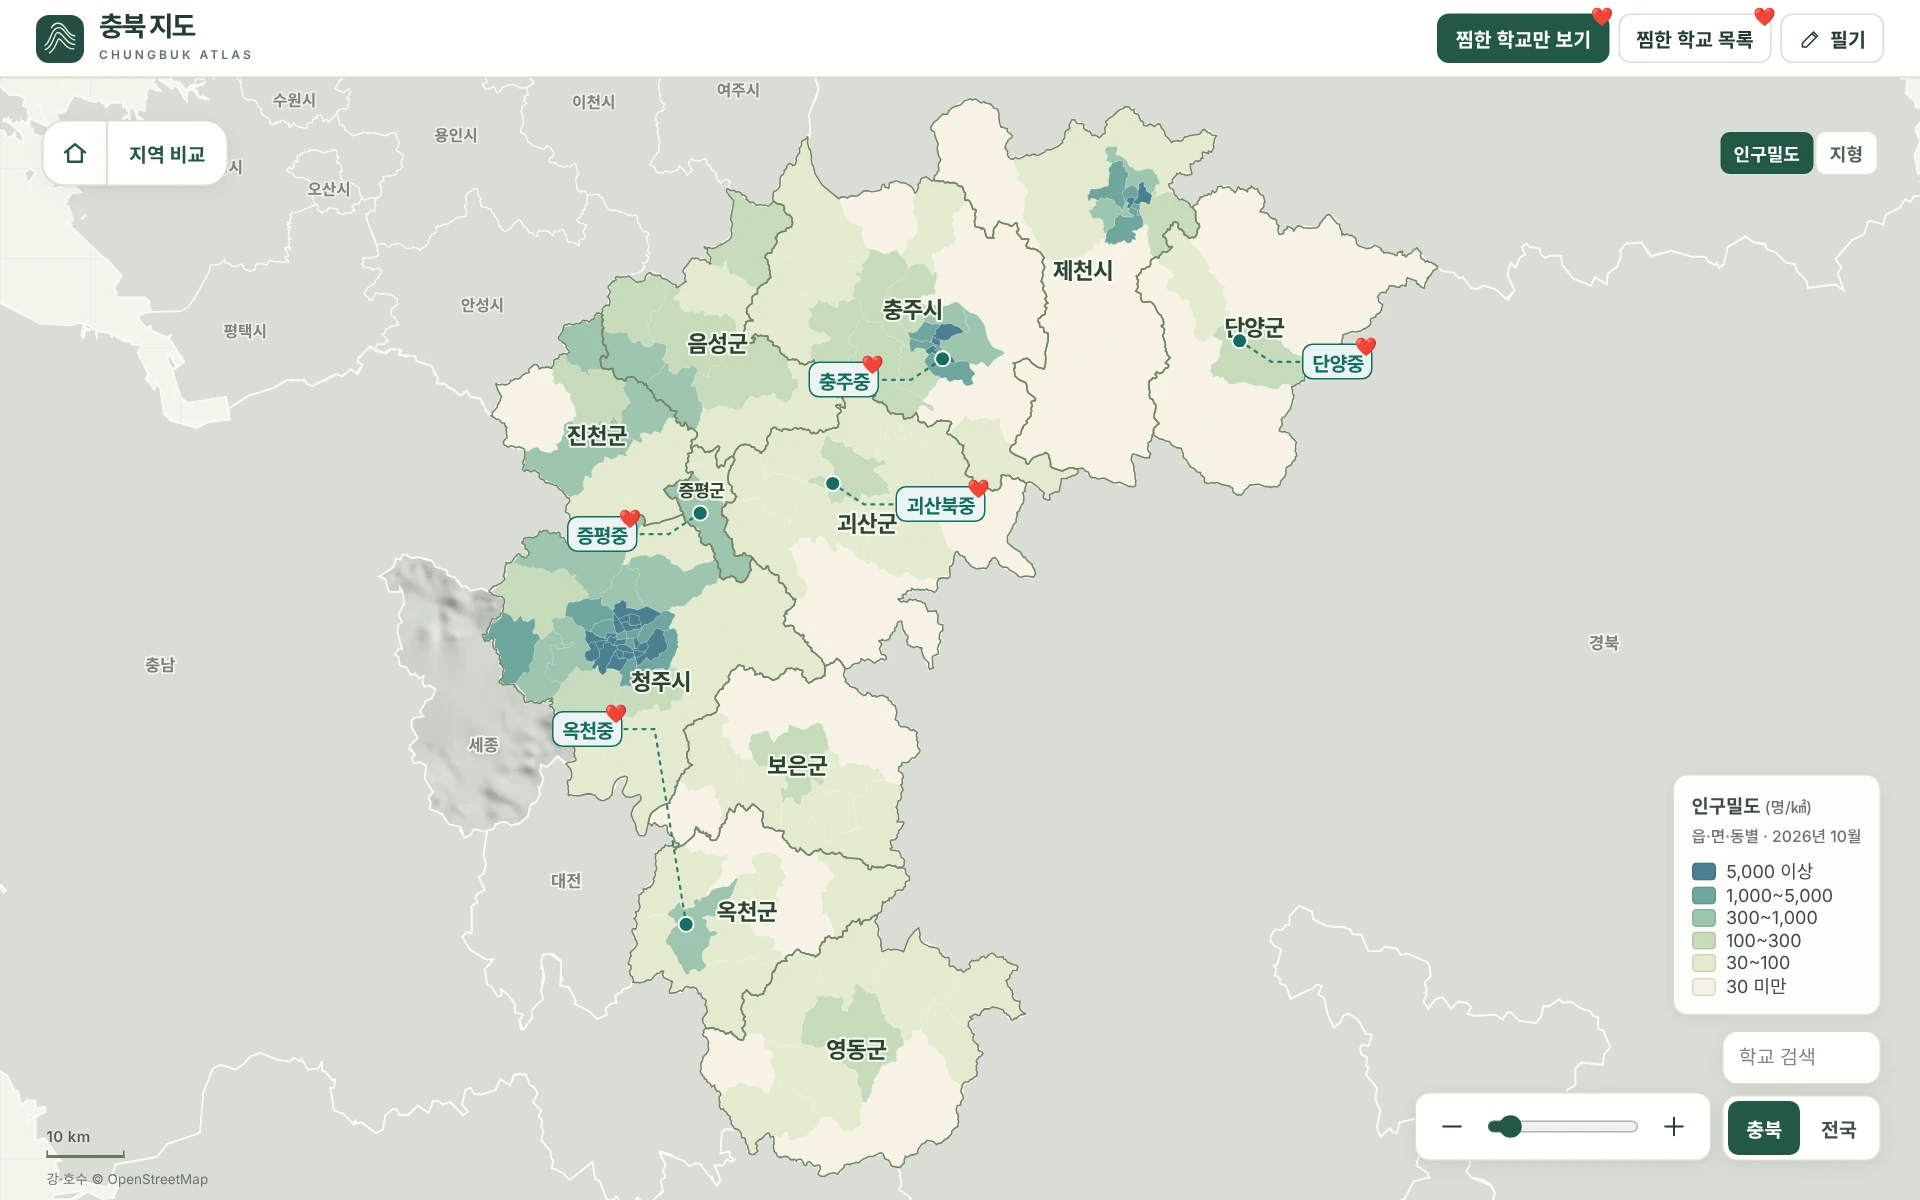 충북 지도
CHUNGBUK ATLAS
찜한 학교만 보기
찜한 학교 목록
필기
지역 비교
시
인구밀도
지형
수원시
이천시
여주시
용인시
오산시
안성시
평택시
제천시
충주시
단양군
음성군
충주중
단양중
진천군
증평군
괴산북중
괴산군
증평중
청주시
충남
경북
옥천중
세종
보은군
대전
옥천군
영동군
인구밀도 (명/㎢)
읍·면·동별 · 2026년 10월
5,000 이상
1,000~5,000
300~1,000
100~300
30~100
30 미만
학교 검색
충북
전국
10 km
강·호수 © OpenStreetMap